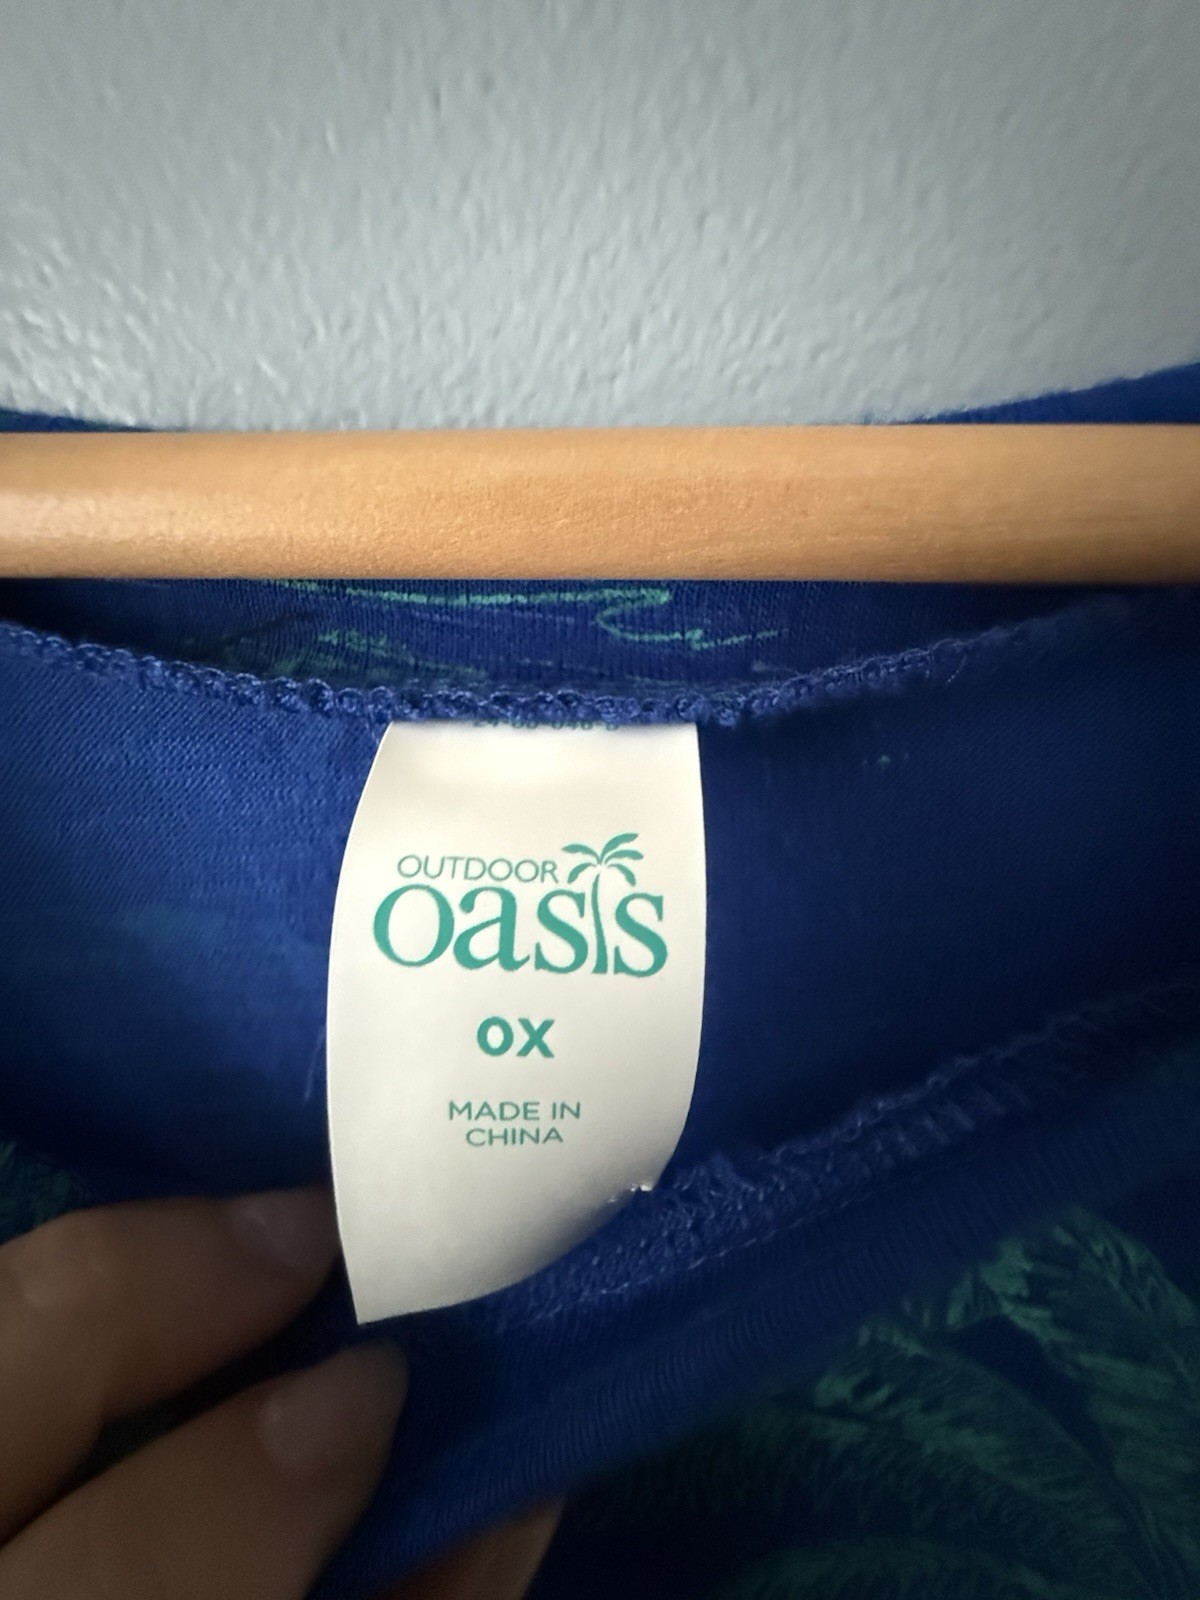 OUTDOOR
oasis
0X
MADE IN
CHINA